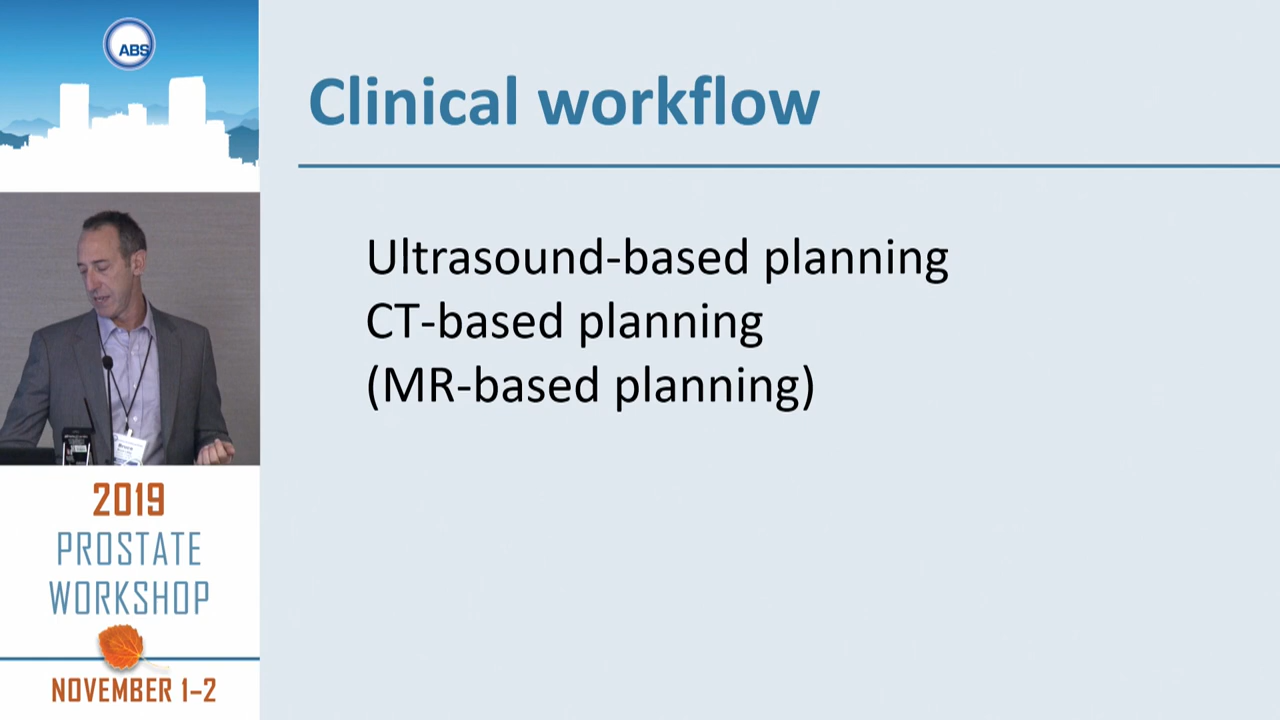 ABS
Clinical workflow
Ultrasound-based planning
CT-based planning
(MR-based planning)
2019
PROSTATE
WORKSHOP
NOVEMBER 1–2